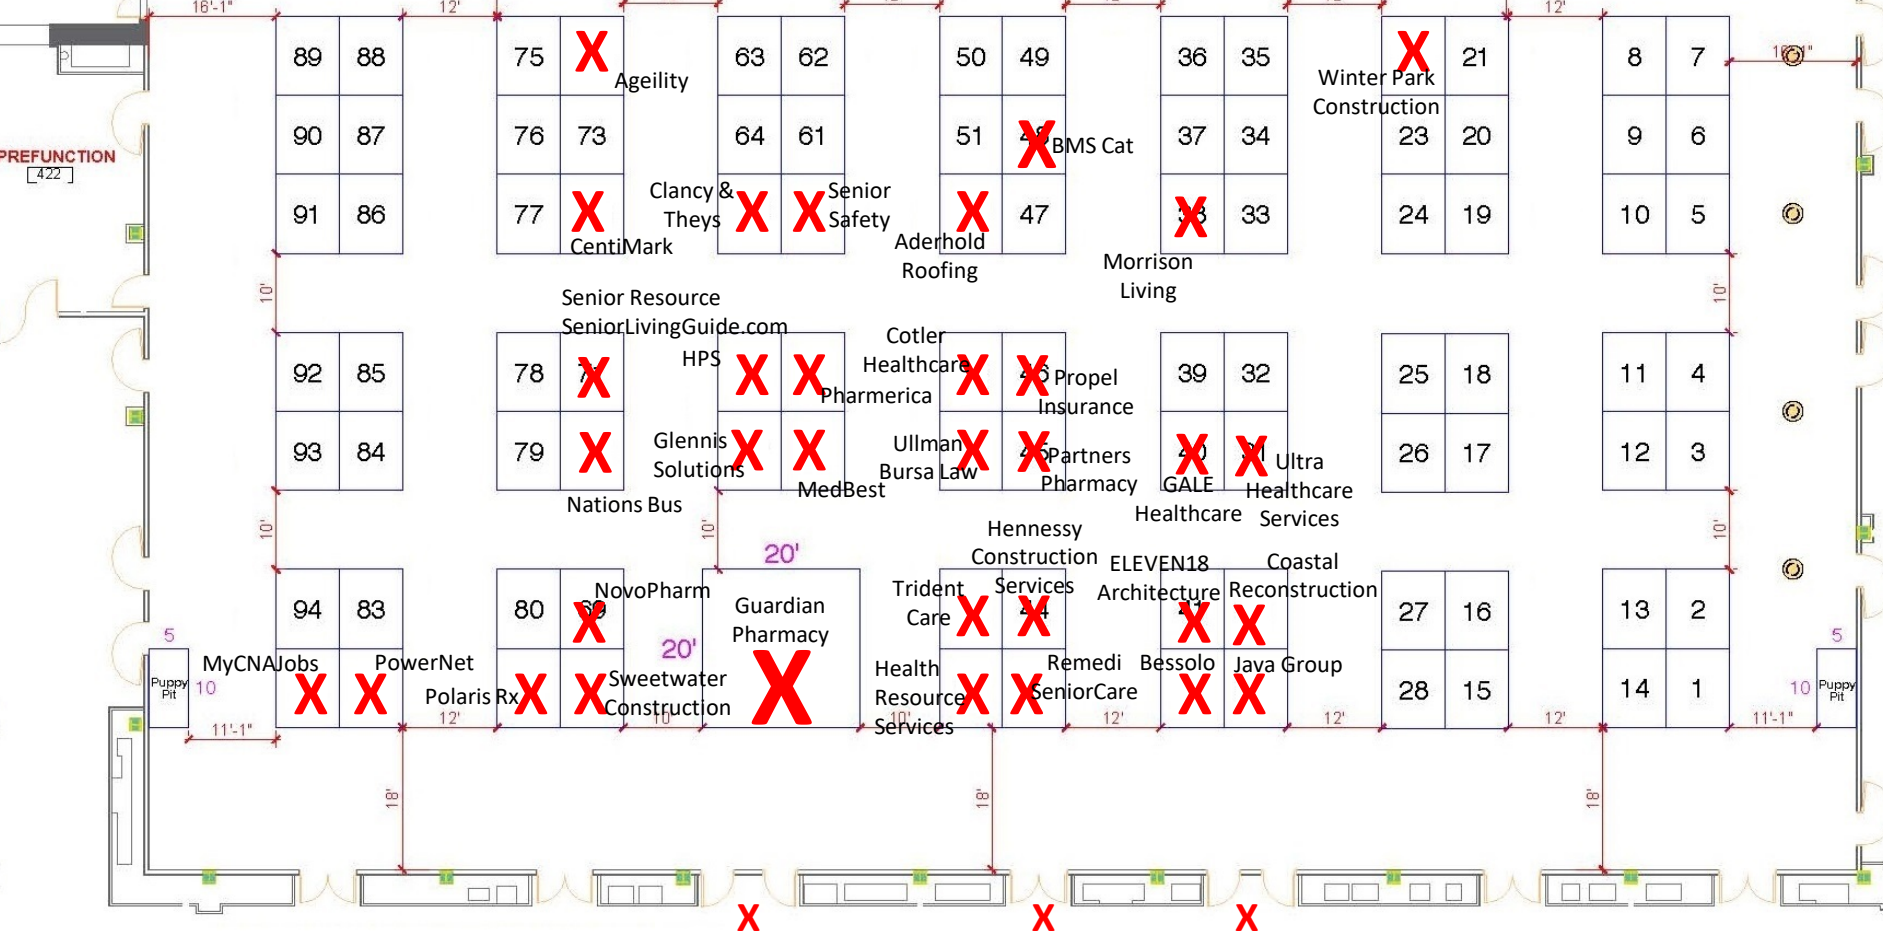 16'-1"
12'
12'
89 88 75 X 63 62 50 49 36 35 X 21 8 7
Ageility
Winter Park
Construction
90 87 76 73 64 61 51 X 37 34 23 20 9 6
BMS Cat
PREFUNCTION
422
91 86 77 X
CentiMark
Clancy &
Theys
X X
Senior
Safety
X 47
Aderhold
Roofing
X 33 24 19 10 5
Morrison
Living
10'
10'
Senior Resource
SeniorLivingGuide.com
92 85 78 X
HPS
X X
Pharmerica
Cotler
Healthcare
X X
Propel
Insurance
39 32 25 18 11 4
93 84 79 X
Nations Bus
Glennis
Solutions
X X
MedBest
Ullman
Bursa Law
X X
Partners
Pharmacy
X X
GALE
Healthcare
Ultra
Healthcare
Services
26 17 12 3
10'
10'
10'
20'
94 83 80 X
NovoPharm
20'
Guardian
Pharmacy
X
Trident
Care
X X
Hennessy
Construction
Services
ELEVEN18
Architecture
X X
Coastal
Reconstruction
27 16 13 2
5
Puppy
Pit
10
MyCNAJobs
X X
PowerNet
Polaris Rx
X X
Sweetwater
Construction
Health
Resource
Services
X X
Remedi
SeniorCare
Bessolo
X X
Java Group
28 15 14 1
5
10
Puppy
Pit
11'-1"
12'
10'
10'
12'
12'
12'
11'-1"
18'
18'
18'
X X X